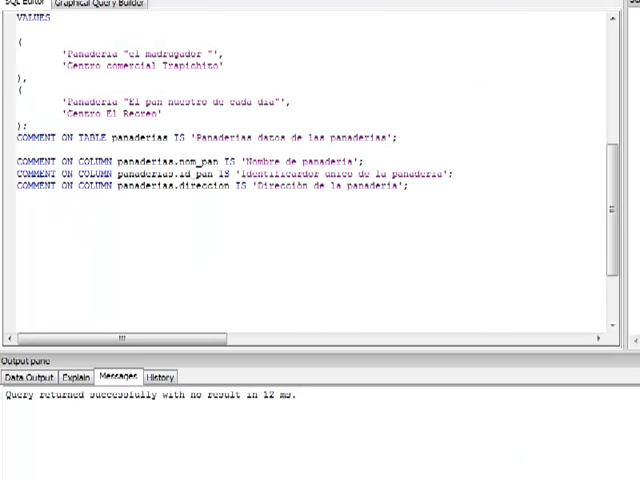 SQL Editor Graphical Query Builder
VALUES
(
'Panaderia "el madrugador "',
'Centro comercial Trapichito'
),
(
'Panaderia "El pan nuestro de cada dia"',
'Centro El Recreo'
);
COMMENT ON TABLE panaderias IS 'Panaderias datos de las panaderias';
COMMENT ON COLUMN panaderias.nom_pan IS 'Nombre de panaderia';
COMMENT ON COLUMN panaderias.id_pan IS 'Identificardor unico de la panaderia';
COMMENT ON COLUMN panaderias.direccion IS 'Direcciòn de la panaderia';
Output pane
Data Output Explain Messages History
Query returned successfully with no result in 12 ms.